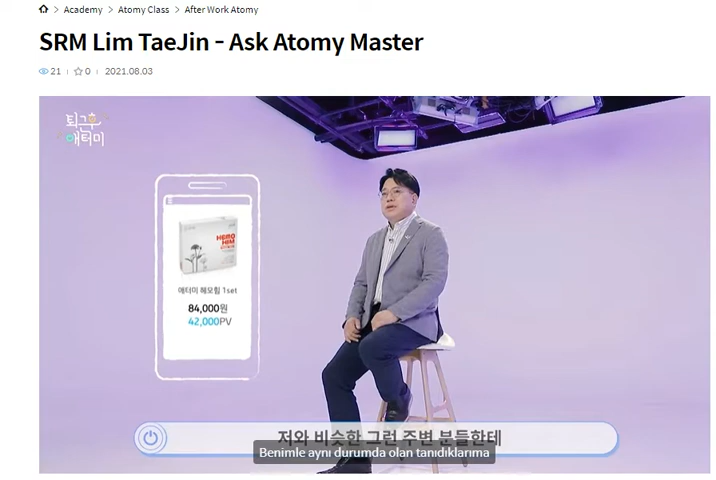 Academy > Atomy Class > After Work Atomy
SRM Lim TaeJin - Ask Atomy Master
21 | 0 | 2021.08.03
퇴근후
애터미
HEMO
HIM
애터미 헤모힘 1set
84,000원
42,000PV
저와 비슷한 그런 주변 분들한테
Benimle aynı durumda olan tanıdıklarıma